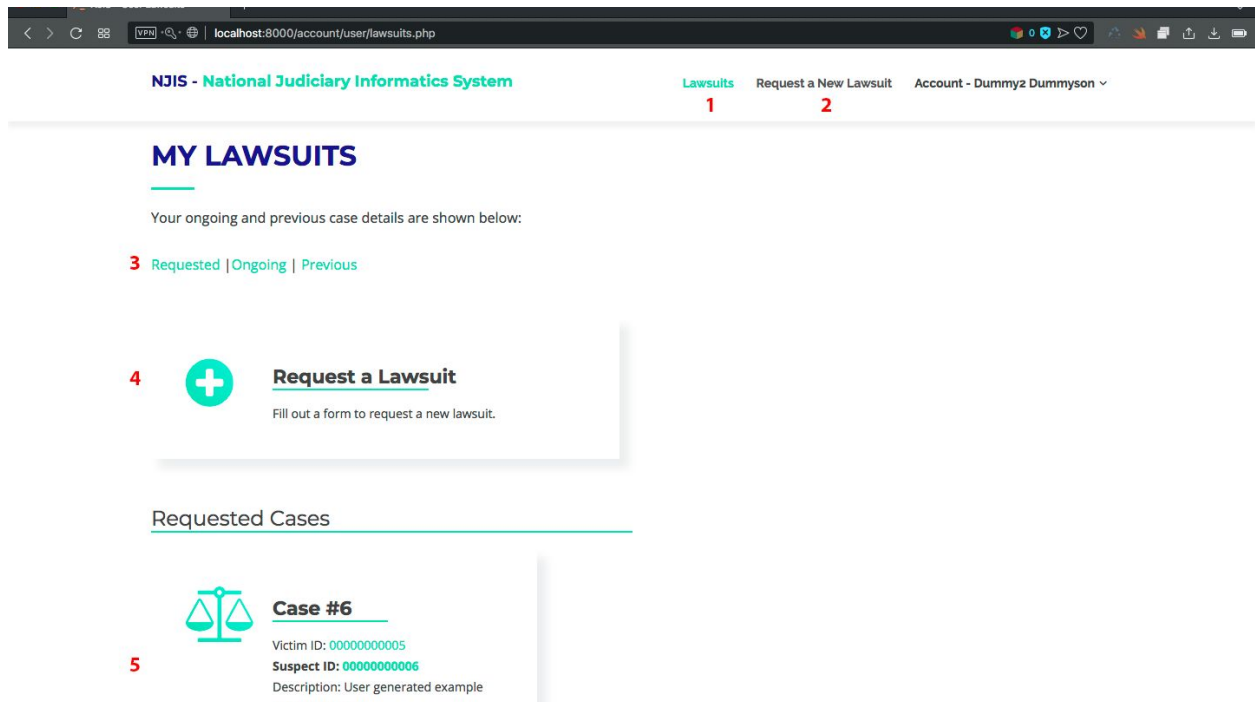 VPN localhost:8000/account/user/lawsuits.php 0
NJIS - National Judiciary Informatics System Lawsuits Request a New Lawsuit Account - Dummy2 Dummyson
1 2
MY LAWSUITS
Your ongoing and previous case details are shown below:
3 Requested |Ongoing | Previous
4 Request a Lawsuit
Fill out a form to request a new lawsuit.
Requested Cases
Case #6
Victim ID: 00000000005
5 Suspect ID: 00000000006
Description: User generated example